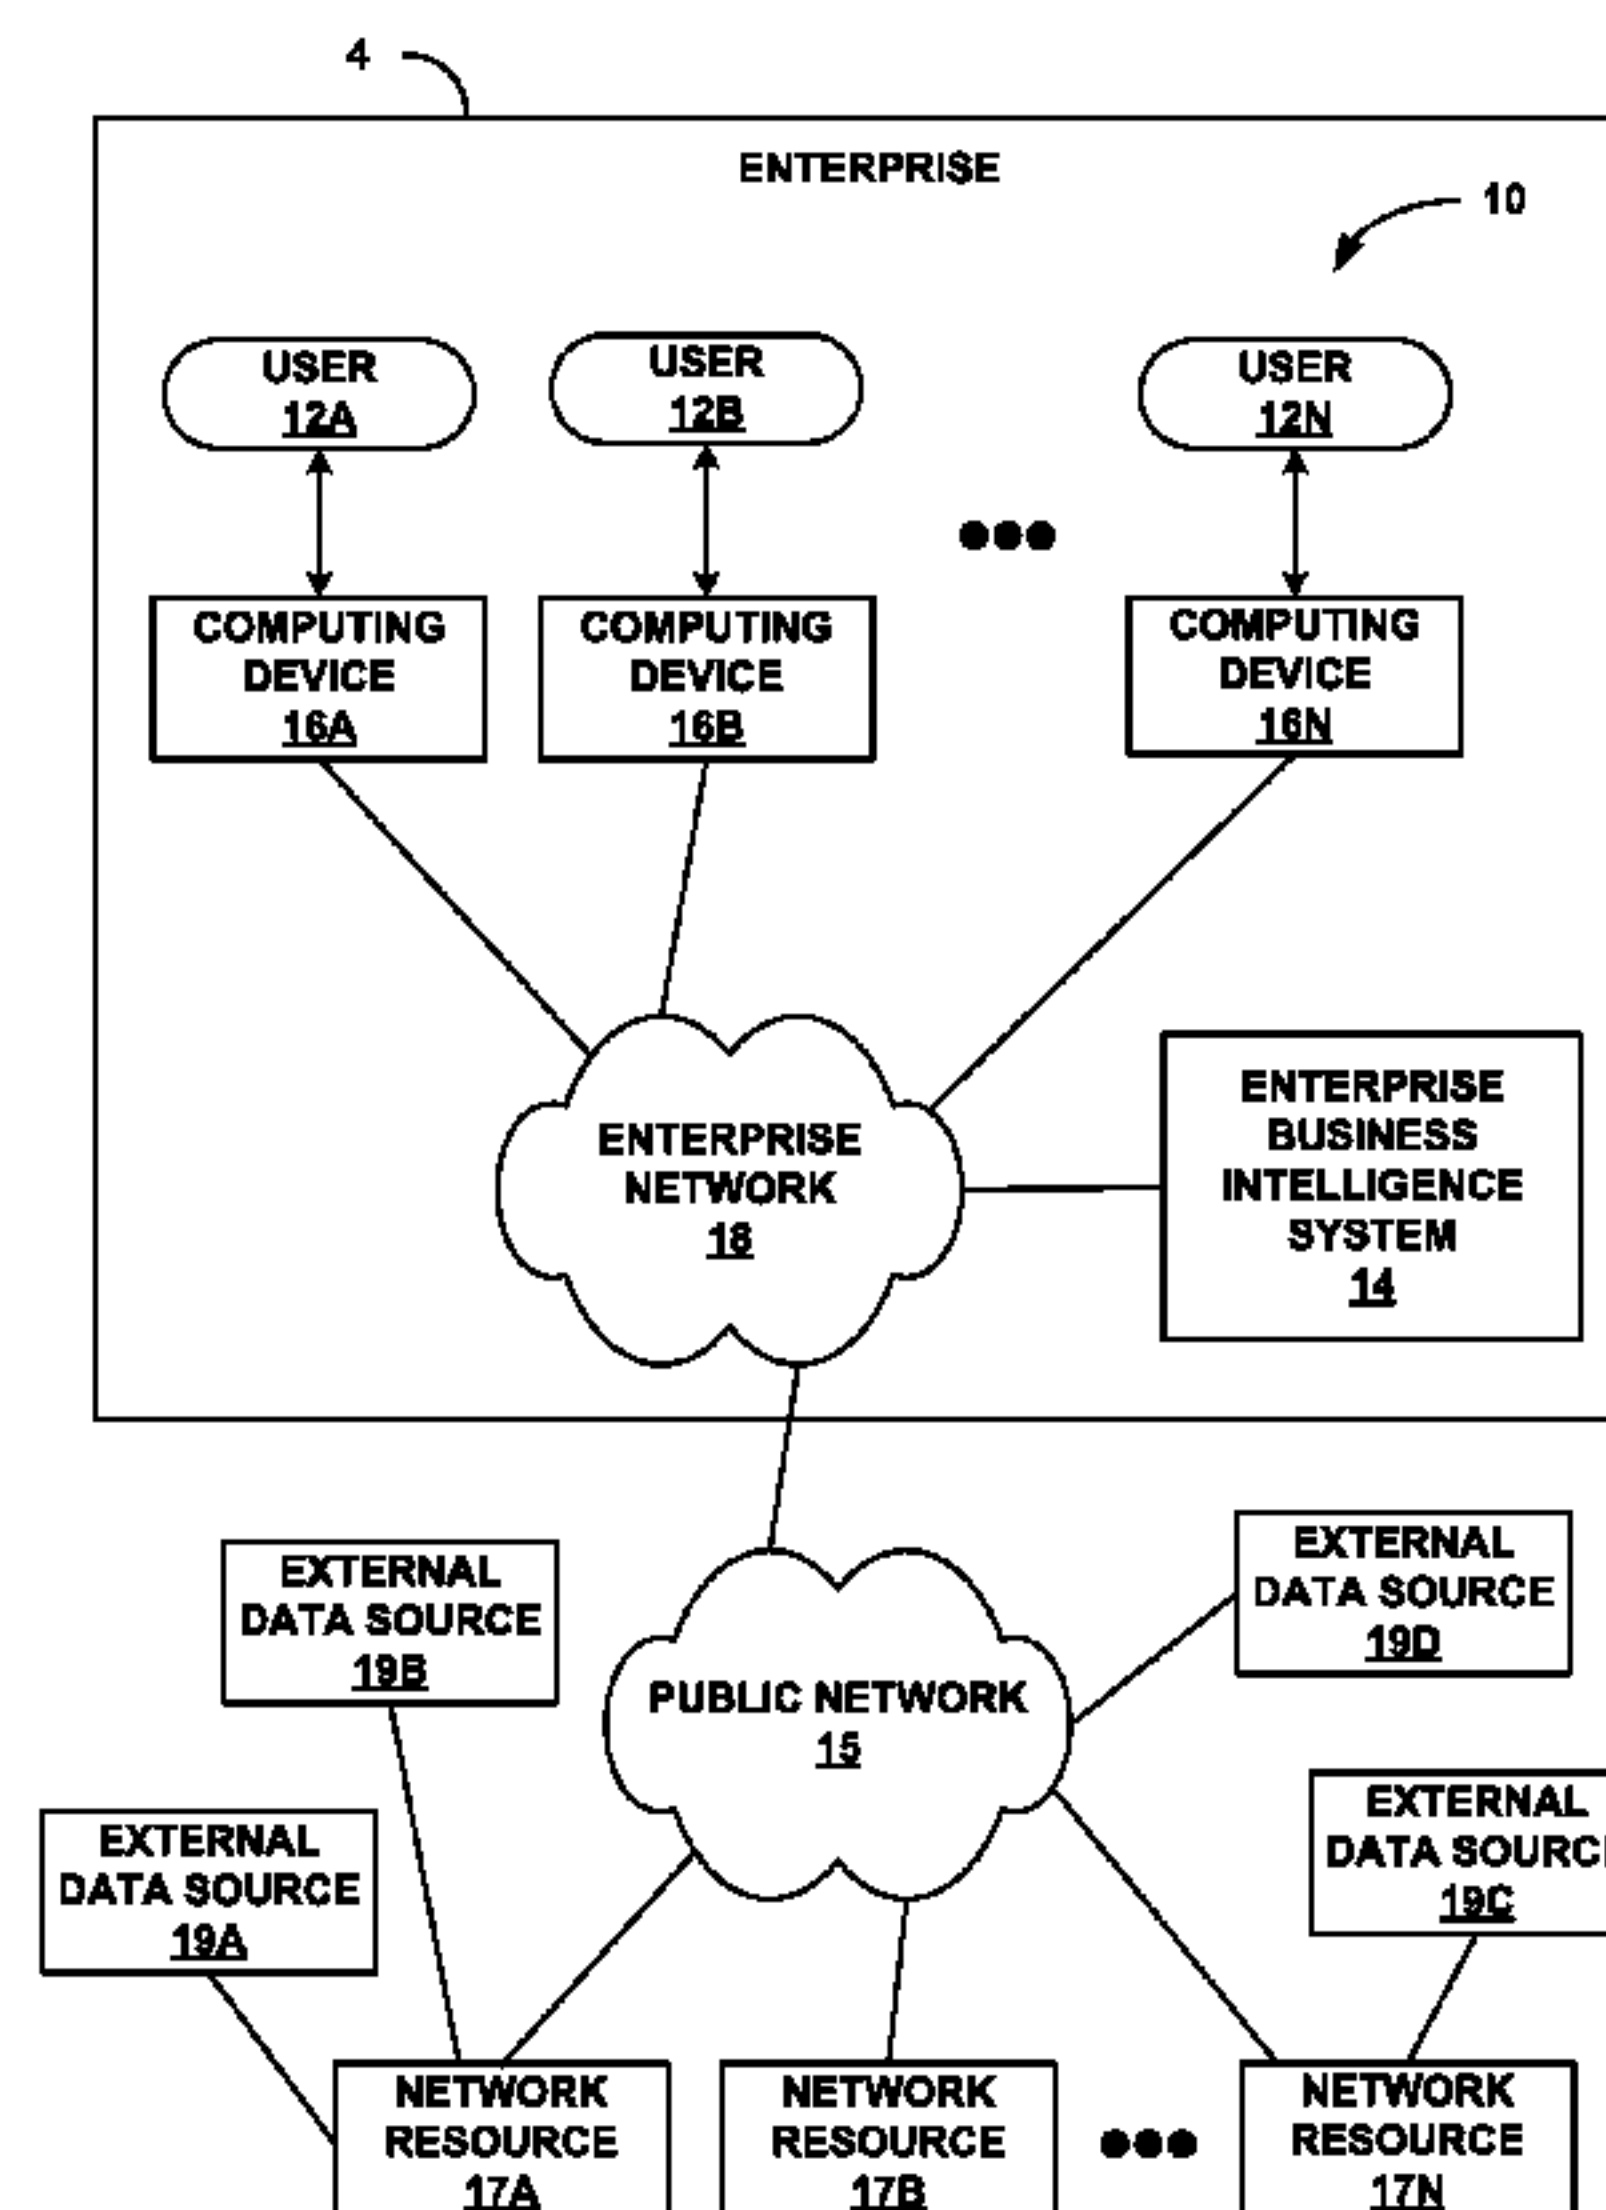 4
ENTERPRISE
10
USER
12A
USER
12B
USER
12N
COMPUTING
DEVICE
16A
COMPUTING
DEVICE
16B
COMPUTING
DEVICE
16N
ENTERPRISE
NETWORK
18
ENTERPRISE
BUSINESS
INTELLIGENCE
SYSTEM
14
EXTERNAL
DATA SOURCE
19B
PUBLIC NETWORK
15
EXTERNAL
DATA SOURCE
19D
EXTERNAL
DATA SOURCE
19A
EXTERNAL
DATA SOURC
19C
NETWORK
RESOURCE
17A
NETWORK
RESOURCE
17B
NETWORK
RESOURCE
17N